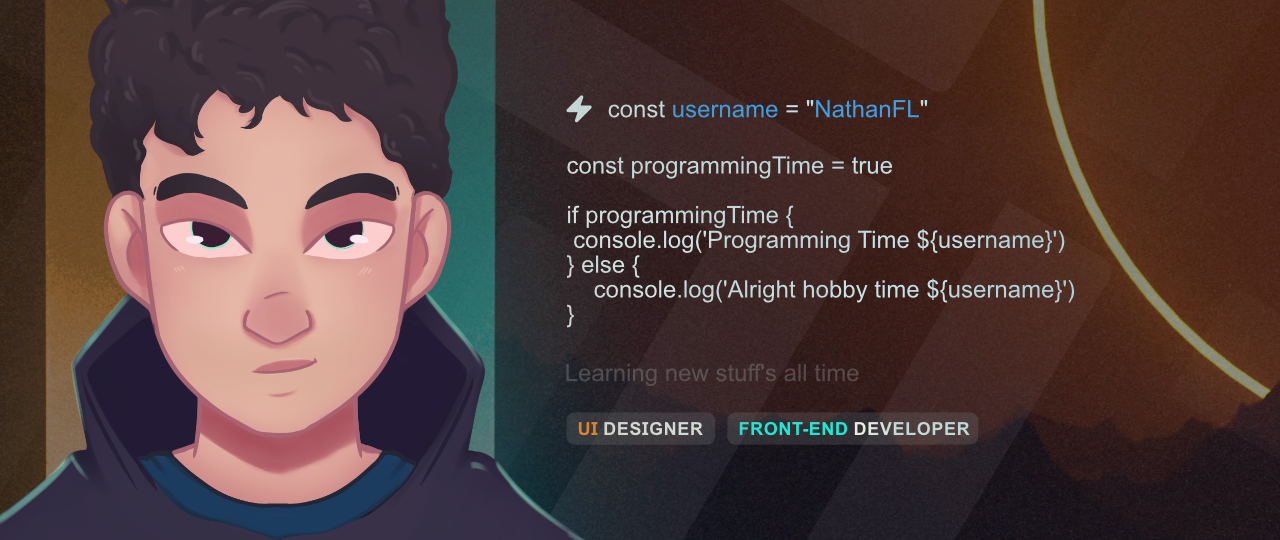 const username = "NathanFL"
const programmingTime = true
if programmingTime {
console.log('Programming Time ${username}')
} else {
console.log('Alright hobby time ${username}')
}
Learning new stuff's all time
UI DESIGNER
FRONT-END DEVELOPER